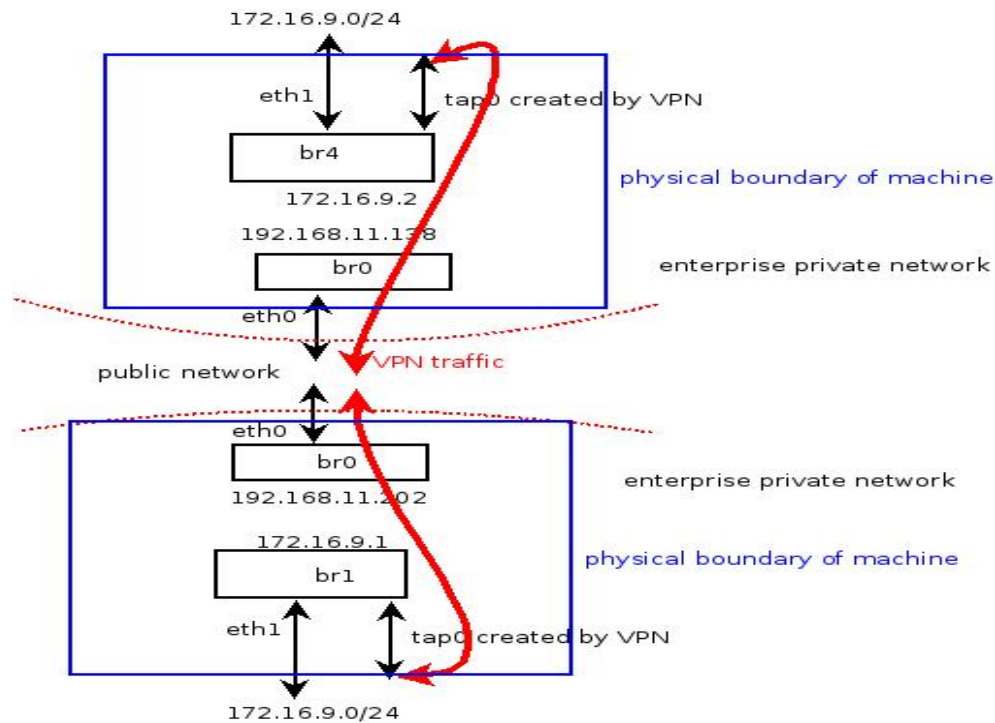 172.16.9.0/24
eth1
tap0 created by VPN
br4
physical boundary of machine
172.16.9.2
192.168.11.138
br0
enterprise private network
eth0
VPN traffic
public network
eth0
br0
enterprise private network
192.168.11.202
172.16.9.1
physical boundary of machine
br1
eth1
tap0 created by VPN
172.16.9.0/24